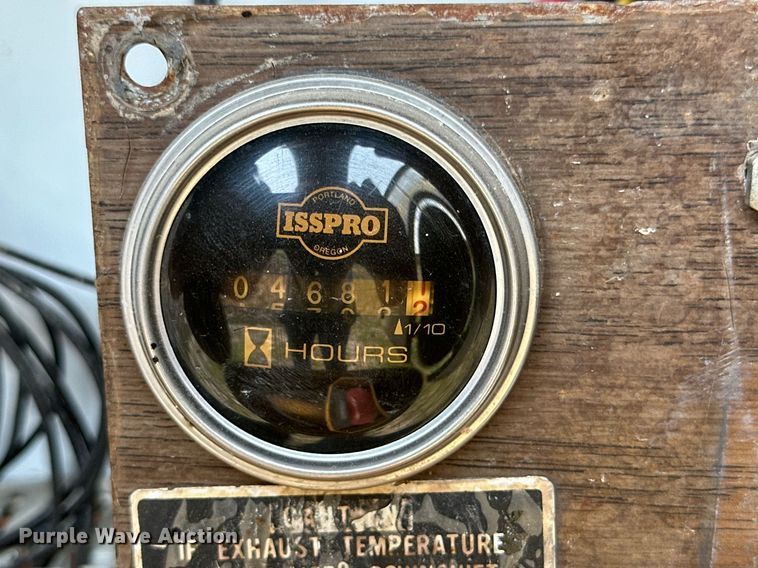 PORTLAND
ISSPRO
OREGON
0 4 6 8 1
2
1/10
HOURS
IF EXHAUST TEMPERATURE
Purple Wave Auction